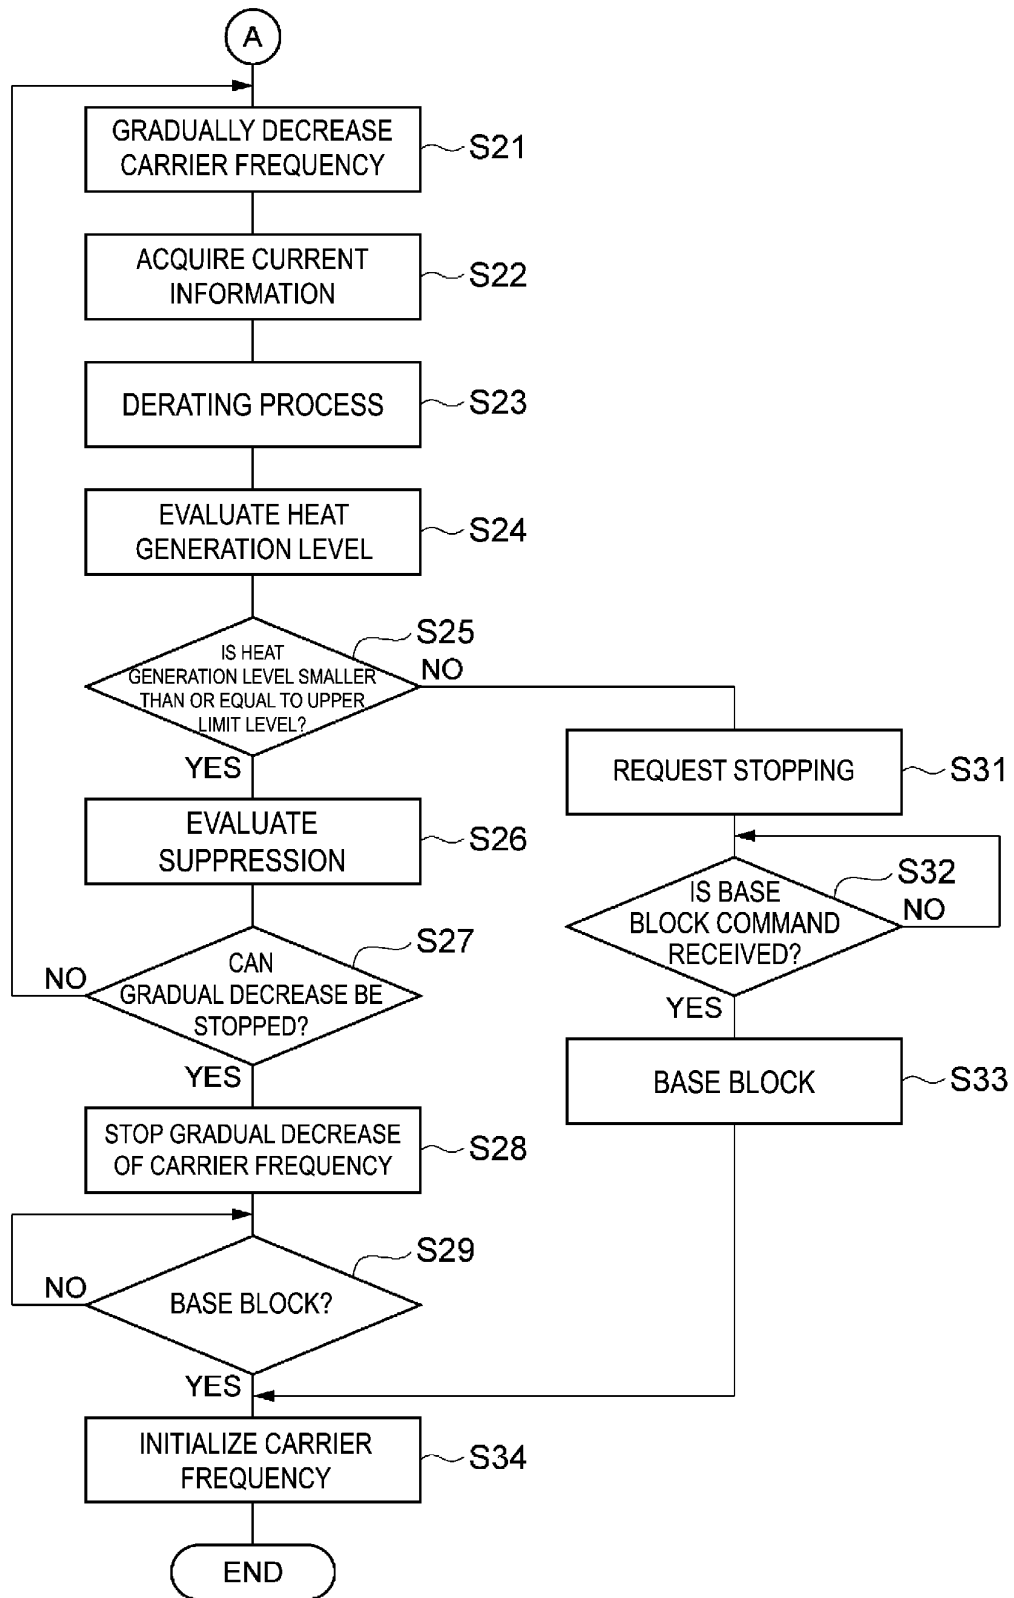 A
GRADUALLY DECREASE
CARRIER FREQUENCY
S21
ACQUIRE CURRENT
INFORMATION
S22
DERATING PROCESS
S23
EVALUATE HEAT
GENERATION LEVEL
S24
IS HEAT
GENERATION LEVEL SMALLER
THAN OR EQUAL TO UPPER
LIMIT LEVEL?
S25
NO
YES
REQUEST STOPPING
S31
EVALUATE
SUPPRESSION
S26
IS BASE
BLOCK COMMAND
RECEIVED?
S32
NO
YES
CAN
GRADUAL DECREASE BE
STOPPED?
S27
NO
YES
BASE BLOCK
S33
STOP GRADUAL DECREASE
OF CARRIER FREQUENCY
S28
BASE BLOCK?
S29
NO
YES
INITIALIZE CARRIER
FREQUENCY
S34
END